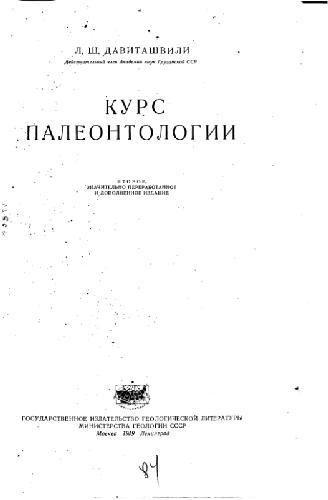 Л. Ш. ДАВИТАШВИЛИ
Действительный член Академии наук Грузинской ССР
КУРС
ПАЛЕОНТОЛОГИИ
ВТОРОЕ,
ЗНАЧИТЕЛЬНО ПЕРЕРАБОТАННОЕ
И ДОПОЛНЕННОЕ ИЗДАНИЕ
ГОСУДАРСТВЕННОЕ ИЗДАТЕЛЬСТВО ГЕОЛОГИЧЕСКОЙ ЛИТЕРАТУРЫ
МИНИСТЕРСТВА ГЕОЛОГИИ СССР
Москва 1949 Ленинград